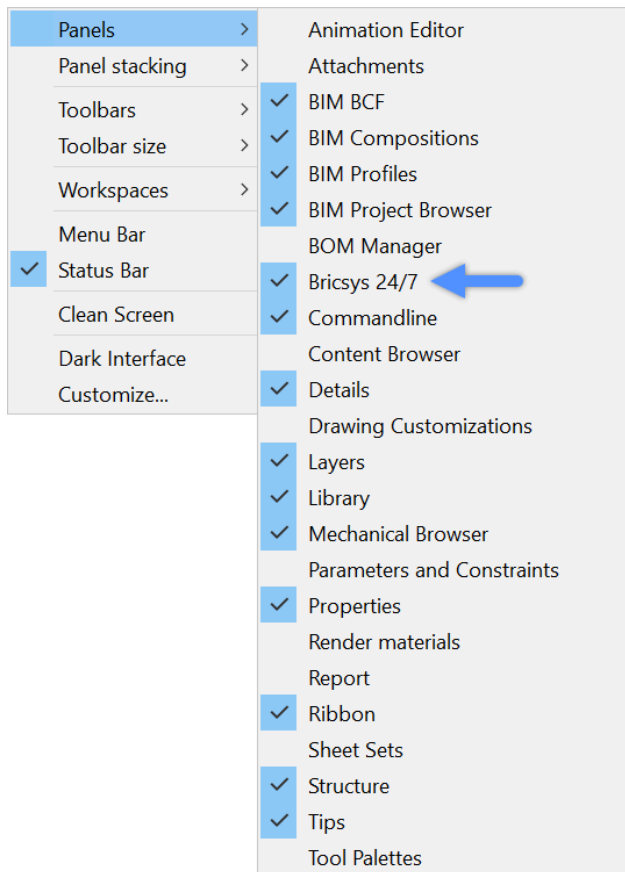 Panels
Panel stacking
Toolbars
Toolbar size
Workspaces
Menu Bar
Status Bar
Clean Screen
Dark Interface
Customize...
Animation Editor
Attachments
BIM BCF
BIM Compositions
BIM Profiles
BIM Project Browser
BOM Manager
Bricsys 24/7
Commandline
Content Browser
Details
Drawing Customizations
Layers
Library
Mechanical Browser
Parameters and Constraints
Properties
Render materials
Report
Ribbon
Sheet Sets
Structure
Tips
Tool Palettes